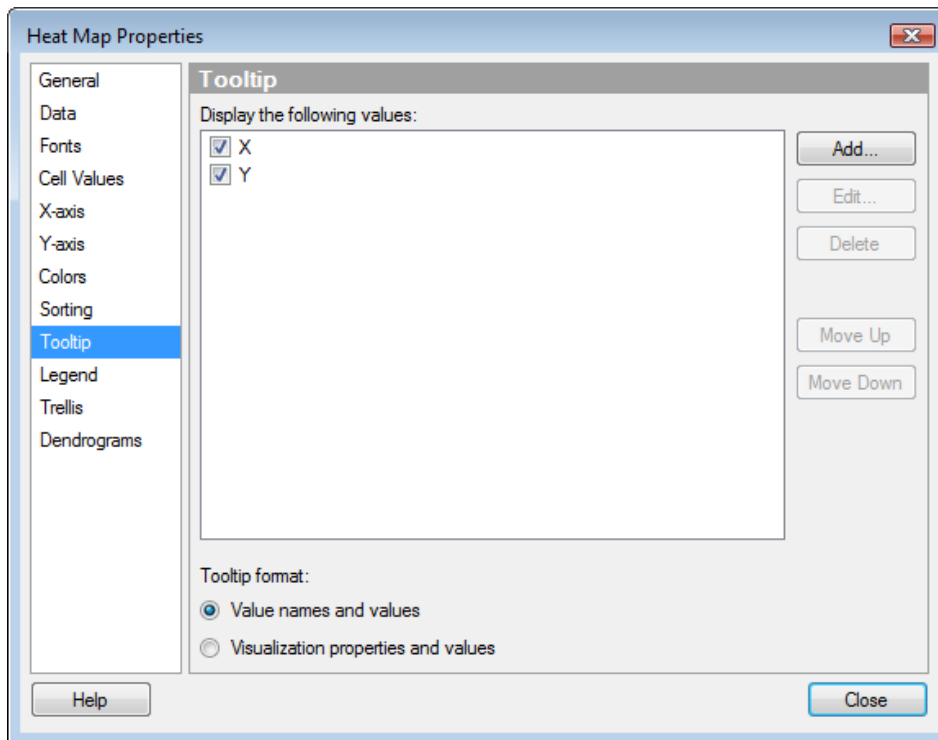 Heat Map Properties
General
Data
Fonts
Cell Values
X-axis
Y-axis
Colors
Sorting
Tooltip
Legend
Trellis
Dendrograms
Tooltip
Display the following values:
X
Y
Add...
Edit...
Delete
Move Up
Move Down
Tooltip format:
Value names and values
Visualization properties and values
Help
Close